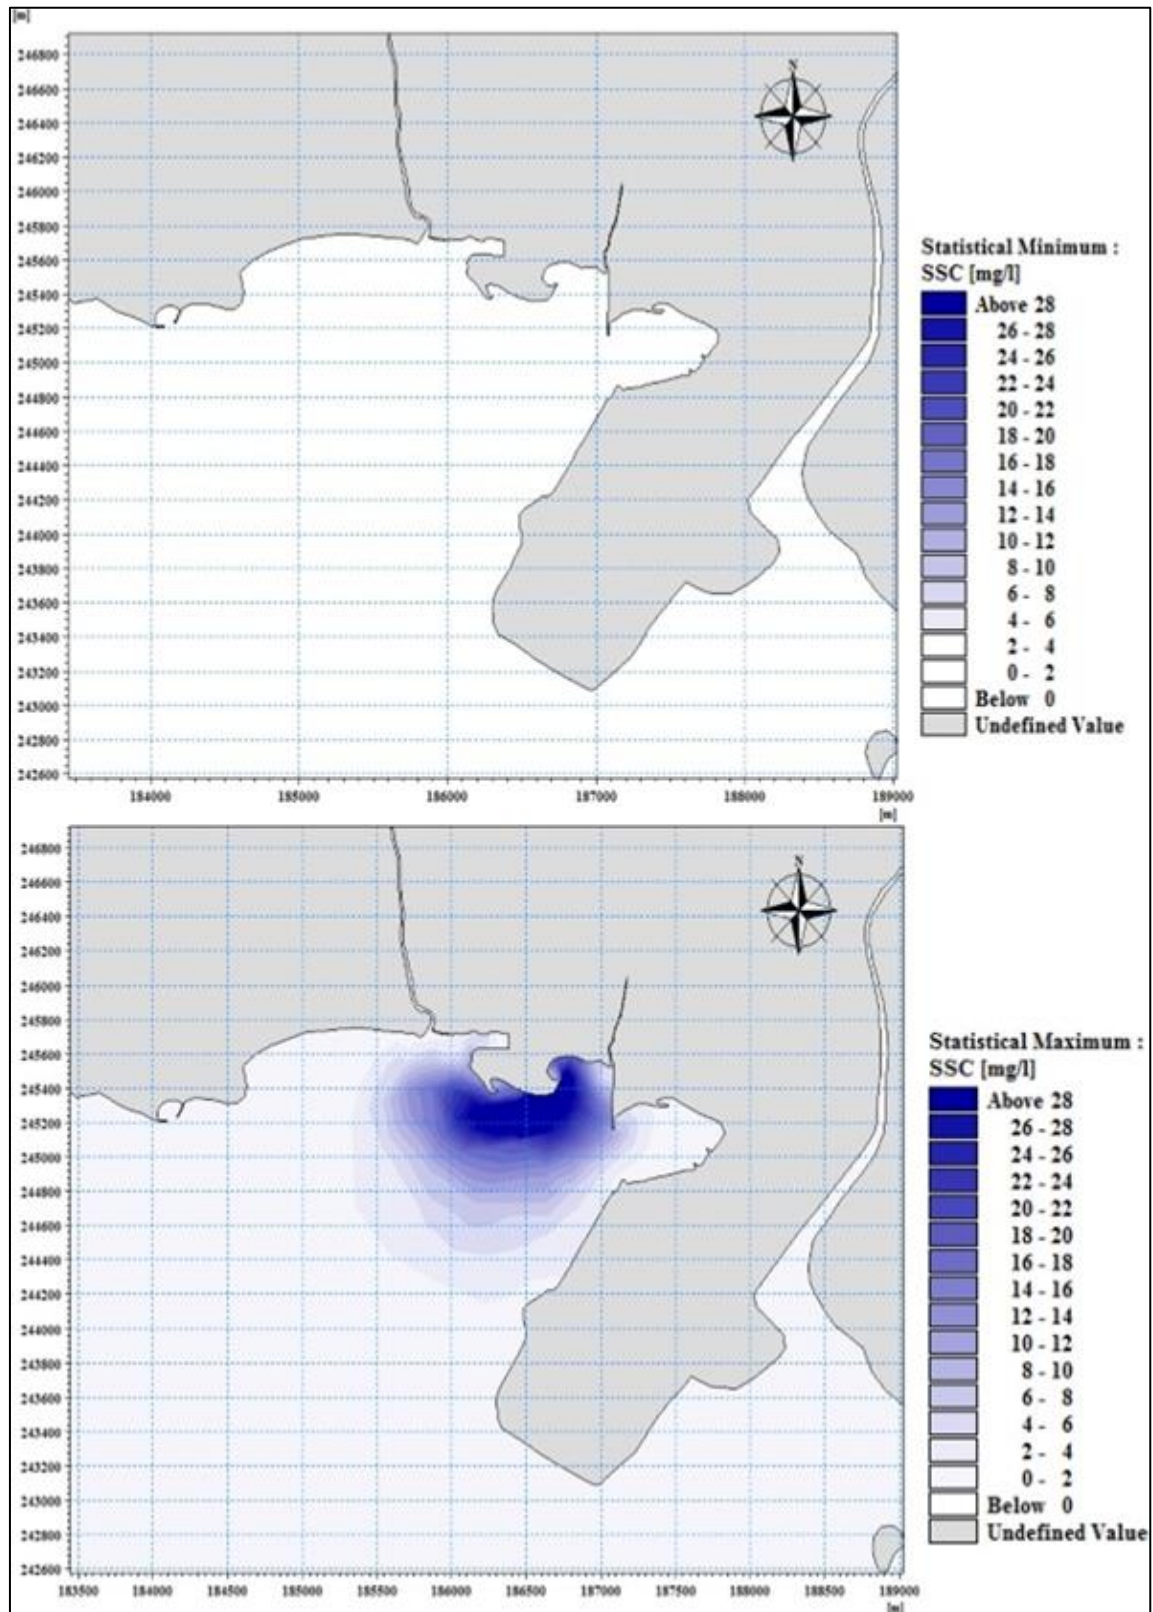 [m]
N
246800
246600
246400
246200
246000
245800
245600
245400
245200
245000
244800
244600
244400
244200
244000
243800
243600
243400
243200
243000
242800
242600
184000 185000 186000 187000 188000 189000
[m]
Statistical Minimum :
SSC [mg/l]
Above 28
26 - 28
24 - 26
22 - 24
20 - 22
18 - 20
16 - 18
14 - 16
12 - 14
10 - 12
8 - 10
6 - 8
4 - 6
2 - 4
0 - 2
Below 0
Undefined Value
N
246800
246600
246400
246200
246000
245800
245600
245400
245200
245000
244800
244600
244400
244200
244000
243800
243600
243400
243200
243000
242800
242600
183500 184000 184500 185000 185500 186000 186500 187000 187500 188000 188500 189000
[m]
Statistical Maximum :
SSC [mg/l]
Above 28
26 - 28
24 - 26
22 - 24
20 - 22
18 - 20
16 - 18
14 - 16
12 - 14
10 - 12
8 - 10
6 - 8
4 - 6
2 - 4
0 - 2
Below 0
Undefined Value